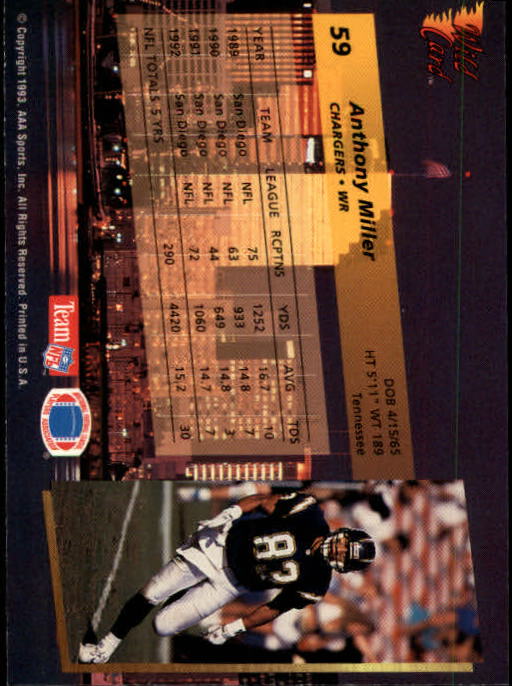 Wild
Card™
59 Anthony Miller
CHARGERS • WR
DOB 4/15/65
HT 5'11" WT 189
Tennessee
YEAR TEAM LEAGUE RCPTNS YDS AVG TDS
1989 San Diego NFL 75 1252 16.7 10
1990 San Diego NFL 63 933 14.8 7
1991 San Diego NFL 44 649 14.8 3
1992 San Diego NFL 72 1060 14.7 7
NFL TOTALS 5 YRS 290 4420 15.2 30
Team
NFL
PLAYERS ASSOCIATION
83
© Copyright 1993, AAA Sports, Inc. All Rights Reserved. Printed in U.S.A.